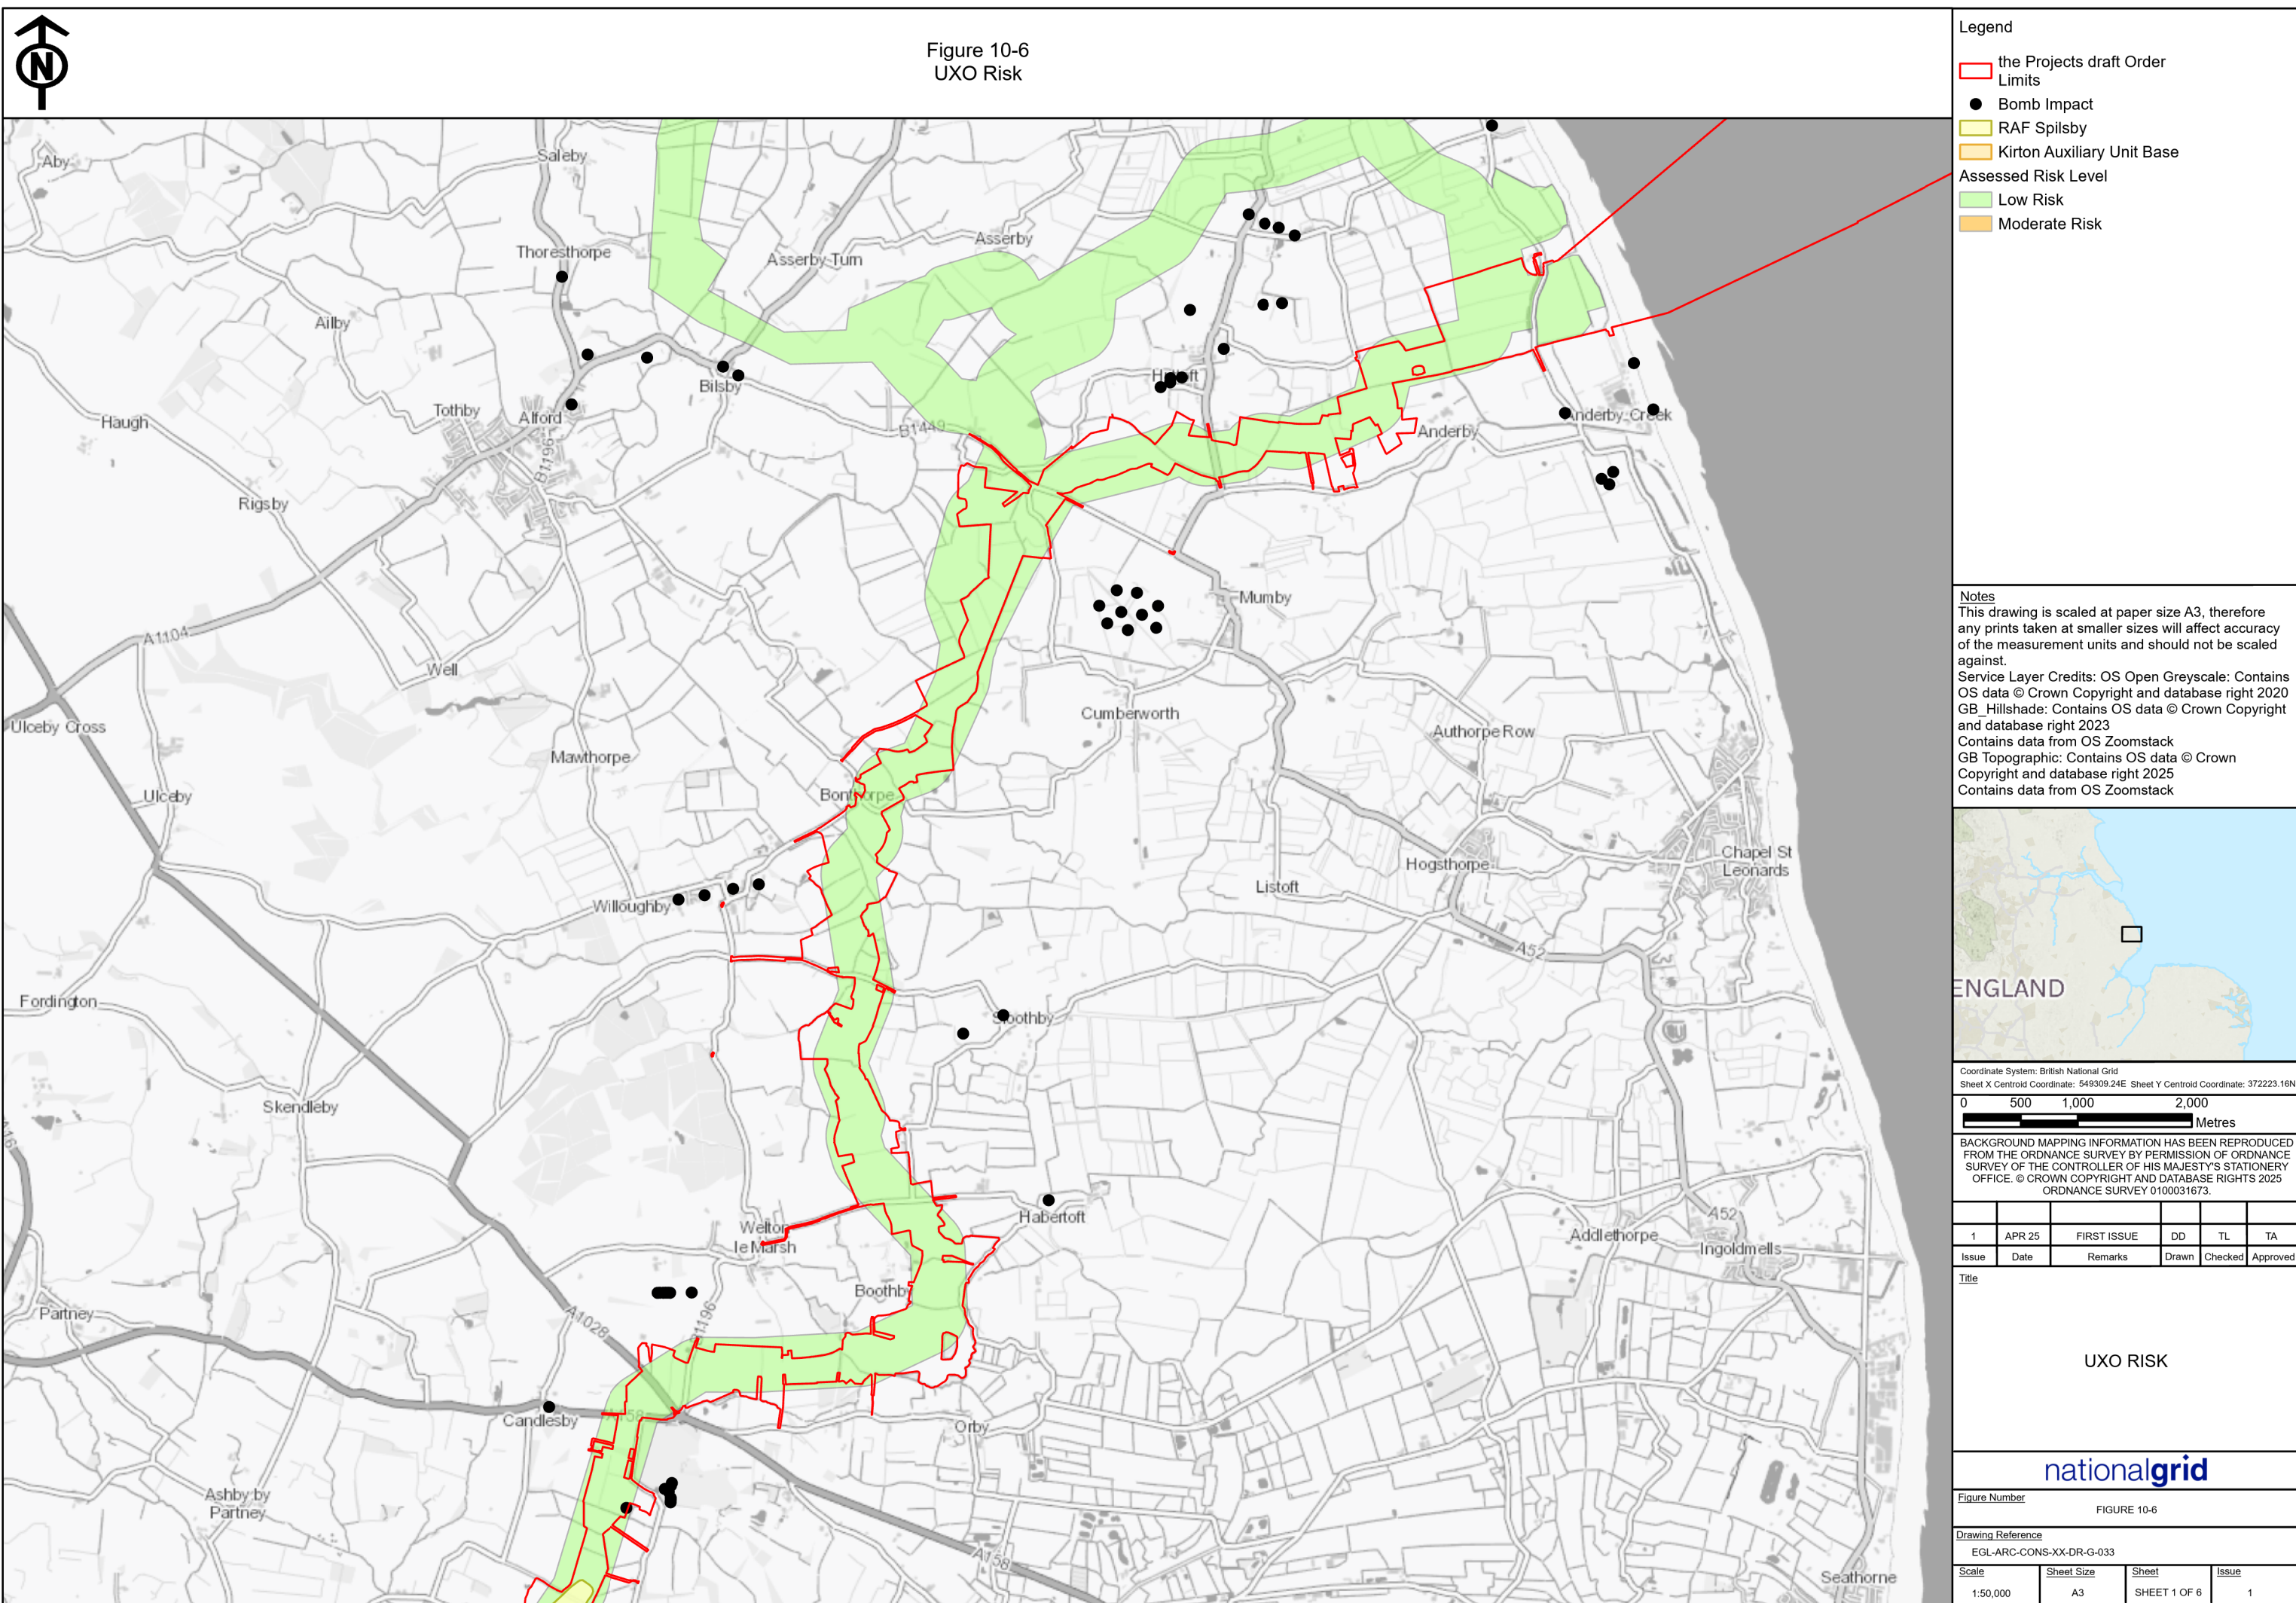 Figure 10-6
UXO Risk
N
Legend
the Projects draft Order
Limits
Bomb Impact
RAF Spilsby
Kirton Auxiliary Unit Base
Assessed Risk Level
Low Risk
Moderate Risk
Aby
Saleby
Thoresthorpe
Asserby
Asserby Turn
Ailby
Bilsby
Haugh
Tothby
Alford
B1449
B1196
Anderby
Anderby Creek
Rigsby
Mumby
A1104
Well
Cumberworth
Ulceby Cross
Authorpe Row
Mawthorpe
Ulceby
Bonthorpe
Hogsthorpe
Chapel St
Leonards
Listoft
Willoughby
A52
Fordington
Sloothby
Skendleby
A16
Habertoft
Welton
le Marsh
Addlethorpe
A52
Ingoldmells
Boothby
Partney
A1028
B1196
Candlesby
A158
Orby
Ashby by
Partney
A158
Seathorne
Notes
This drawing is scaled at paper size A3, therefore
any prints taken at smaller sizes will affect accuracy
of the measurement units and should not be scaled
against.
Service Layer Credits: OS Open Greyscale: Contains
OS data © Crown Copyright and database right 2020
GB_Hillshade: Contains OS data © Crown Copyright
and database right 2023
Contains data from OS Zoomstack
GB Topographic: Contains OS data © Crown
Copyright and database right 2025
Contains data from OS Zoomstack
ENGLAND
Coordinate System: British National Grid
Sheet X Centroid Coordinate: 549309.24E Sheet Y Centroid Coordinate: 372223.16N
0 500 1,000 2,000
Metres
BACKGROUND MAPPING INFORMATION HAS BEEN REPRODUCED
FROM THE ORDNANCE SURVEY BY PERMISSION OF ORDNANCE
SURVEY OF THE CONTROLLER OF HIS MAJESTY'S STATIONERY
OFFICE. © CROWN COPYRIGHT AND DATABASE RIGHTS 2025
ORDNANCE SURVEY 0100031673.
1 APR 25 FIRST ISSUE DD TL TA
Issue Date Remarks Drawn Checked Approved
Title
UXO RISK
nationalgrid
Figure Number
FIGURE 10-6
Drawing Reference
EGL-ARC-CONS-XX-DR-G-033
Scale Sheet Size Sheet Issue
1:50,000 A3 SHEET 1 OF 6 1